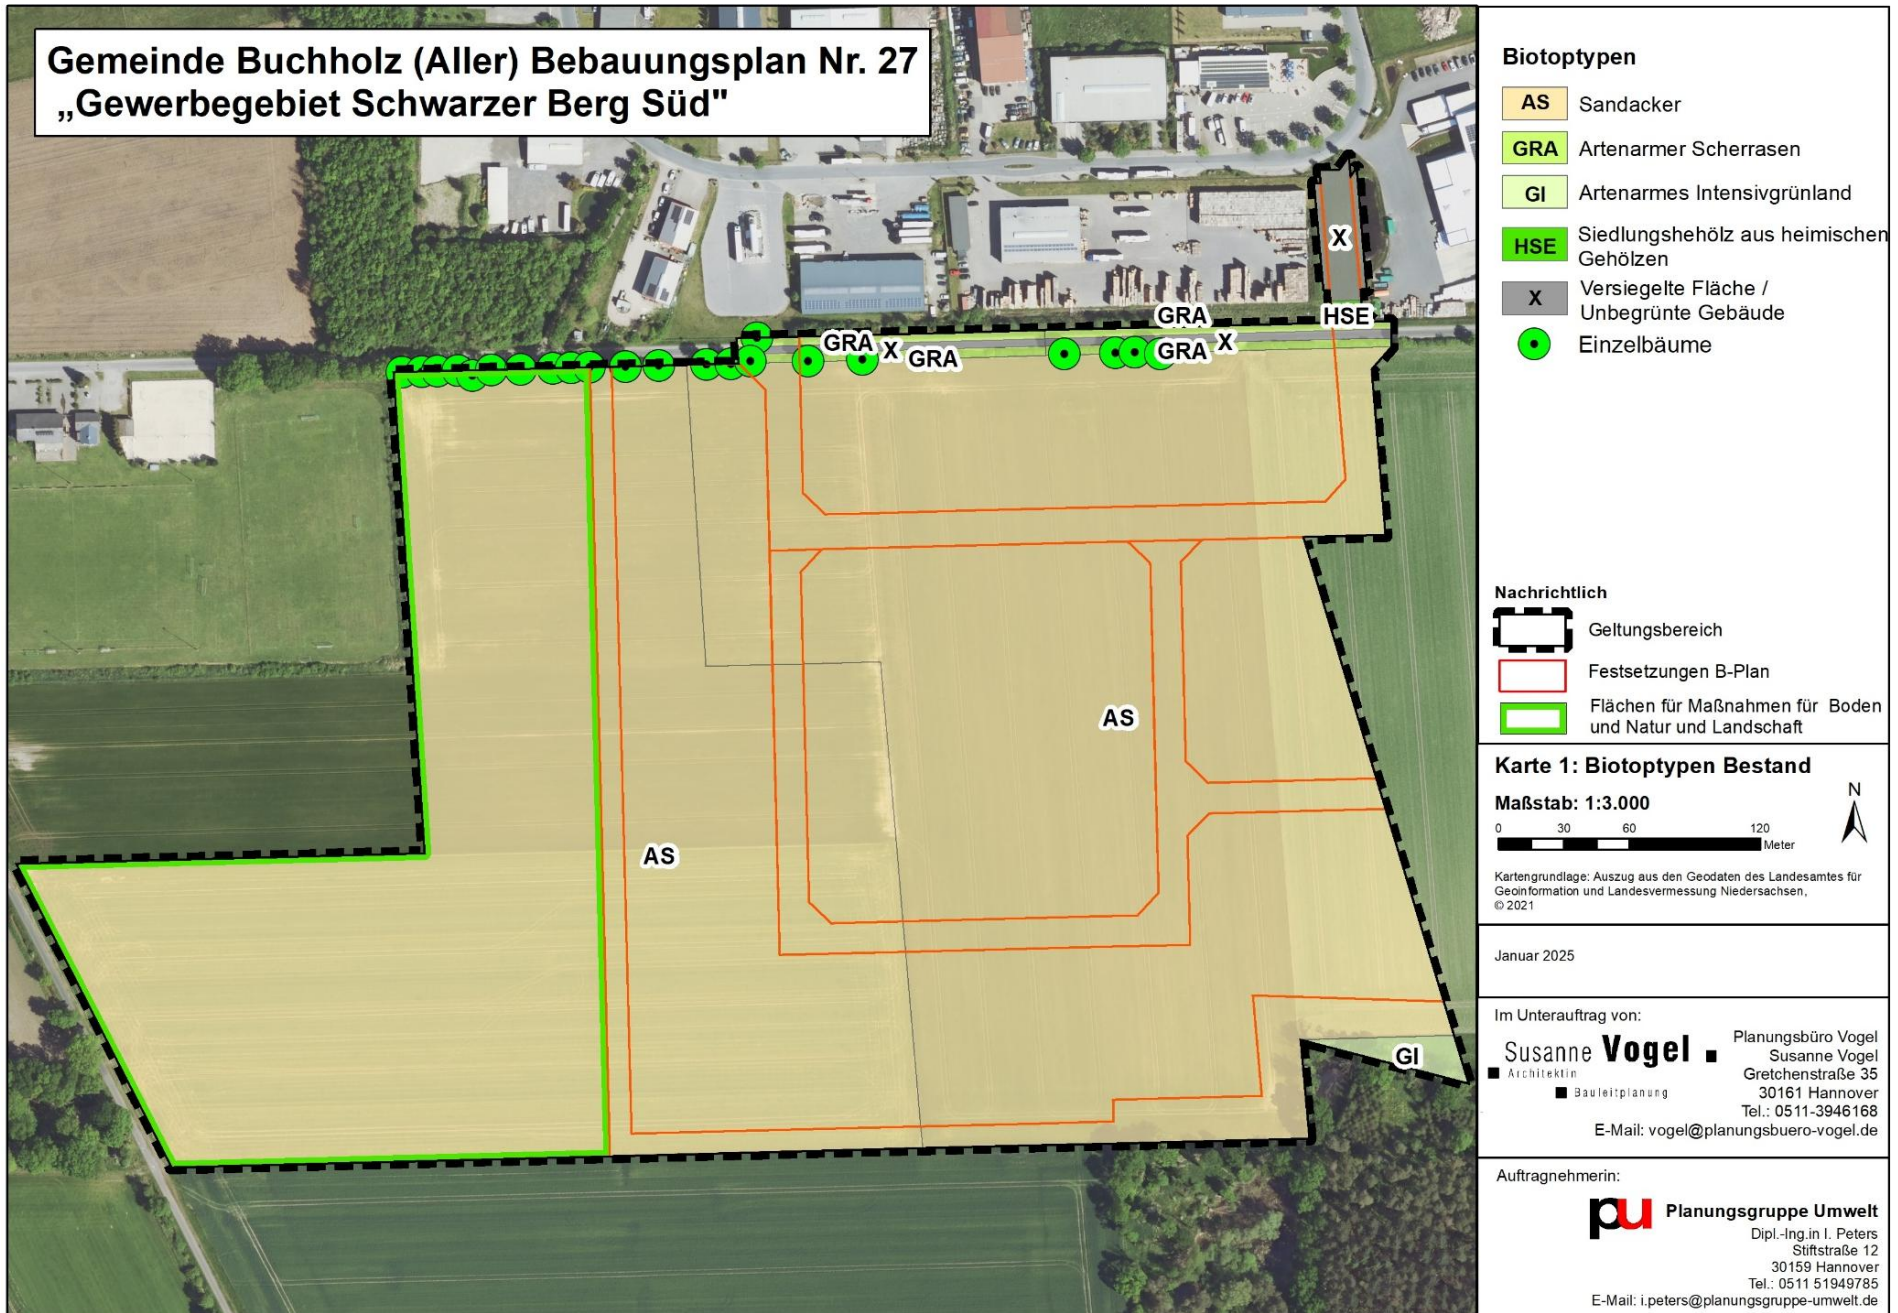 Gemeinde Buchholz (Aller) Bebauungsplan Nr. 27
„Gewerbegebiet Schwarzer Berg Süd"
X
GRA
HSE
GRA
X
GRA
X
GRA
AS
AS
GI
Biotoptypen
AS Sandacker
GRA Artenarmer Scherrasen
GI Artenarmes Intensivgrünland
HSE Siedlungshehölz aus heimischen
Gehölzen
X Versiegelte Fläche /
Unbegrünte Gebäude
Einzelbäume
Nachrichtlich
Geltungsbereich
Festsetzungen B-Plan
Flächen für Maßnahmen für Boden
und Natur und Landschaft
Karte 1: Biotoptypen Bestand
Maßstab: 1:3.000
N
0 30 60 120
Meter
Kartengrundlage: Auszug aus den Geodaten des Landesamtes für
Geoinformation und Landesvermessung Niedersachsen,
© 2021
Januar 2025
Im Unterauftrag von:
Susanne Vogel
Architektin
Bauleitplanung
Planungsbüro Vogel
Susanne Vogel
Gretchenstraße 35
30161 Hannover
Tel.: 0511-3946168
E-Mail: vogel@planungsbuero-vogel.de
Auftragnehmerin:
pu Planungsgruppe Umwelt
Dipl.-Ing.in I. Peters
Stiftstraße 12
30159 Hannover
Tel.: 0511 51949785
E-Mail: i.peters@planungsgruppe-umwelt.de